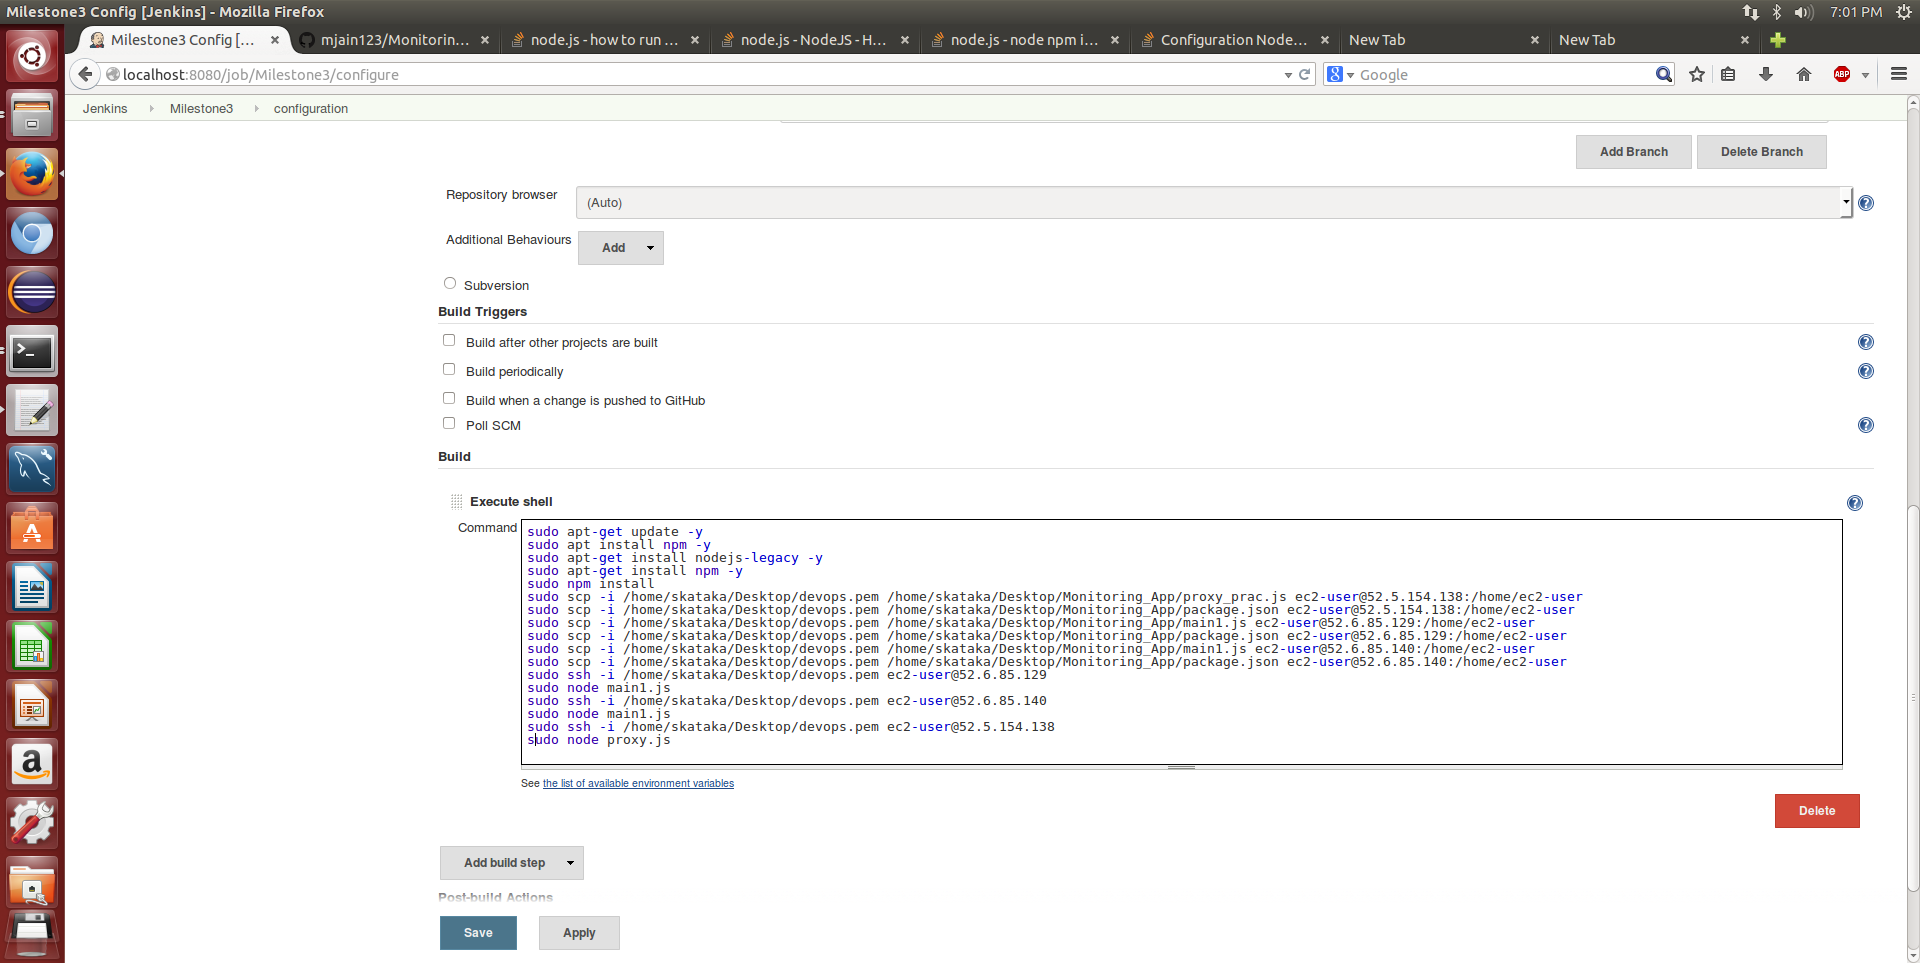 Milestone3 Config [Jenkins] - Mozilla Firefox
7:01 PM
Milestone3 Config [...
mjain123/Monitorin...
node.js - how to run ...
node.js - NodeJS - H...
node.js - node npm i...
Configuration Node...
New Tab
New Tab
localhost:8080/job/Milestone3/configure
8
Google
ABP
Jenkins
Milestone3
configuration
Add Branch
Delete Branch
Repository browser
(Auto)
Additional Behaviours
Add
Subversion
Build Triggers
Build after other projects are built
Build periodically
Build when a change is pushed to GitHub
Poll SCM
Build
Execute shell
Command
sudo apt-get update -y
sudo apt install npm -y
sudo apt-get install nodejs-legacy -y
sudo apt-get install npm -y
sudo npm install
sudo scp -i /home/skataka/Desktop/devops.pem /home/skataka/Desktop/Monitoring_App/proxy_prac.js ec2-user@52.5.154.138:/home/ec2-user
sudo scp -i /home/skataka/Desktop/devops.pem /home/skataka/Desktop/Monitoring_App/package.json ec2-user@52.5.154.138:/home/ec2-user
sudo scp -i /home/skataka/Desktop/devops.pem /home/skataka/Desktop/Monitoring_App/main1.js ec2-user@52.6.85.129:/home/ec2-user
sudo scp -i /home/skataka/Desktop/devops.pem /home/skataka/Desktop/Monitoring_App/package.json ec2-user@52.6.85.129:/home/ec2-user
sudo scp -i /home/skataka/Desktop/devops.pem /home/skataka/Desktop/Monitoring_App/main1.js ec2-user@52.6.85.140:/home/ec2-user
sudo scp -i /home/skataka/Desktop/devops.pem /home/skataka/Desktop/Monitoring_App/package.json ec2-user@52.6.85.140:/home/ec2-user
sudo ssh -i /home/skataka/Desktop/devops.pem ec2-user@52.6.85.129
sudo node main1.js
sudo ssh -i /home/skataka/Desktop/devops.pem ec2-user@52.6.85.140
sudo node main1.js
sudo ssh -i /home/skataka/Desktop/devops.pem ec2-user@52.5.154.138
sudo node proxy.js
See the list of available environment variables
Delete
Add build step
Post-build Actions
Save
Apply